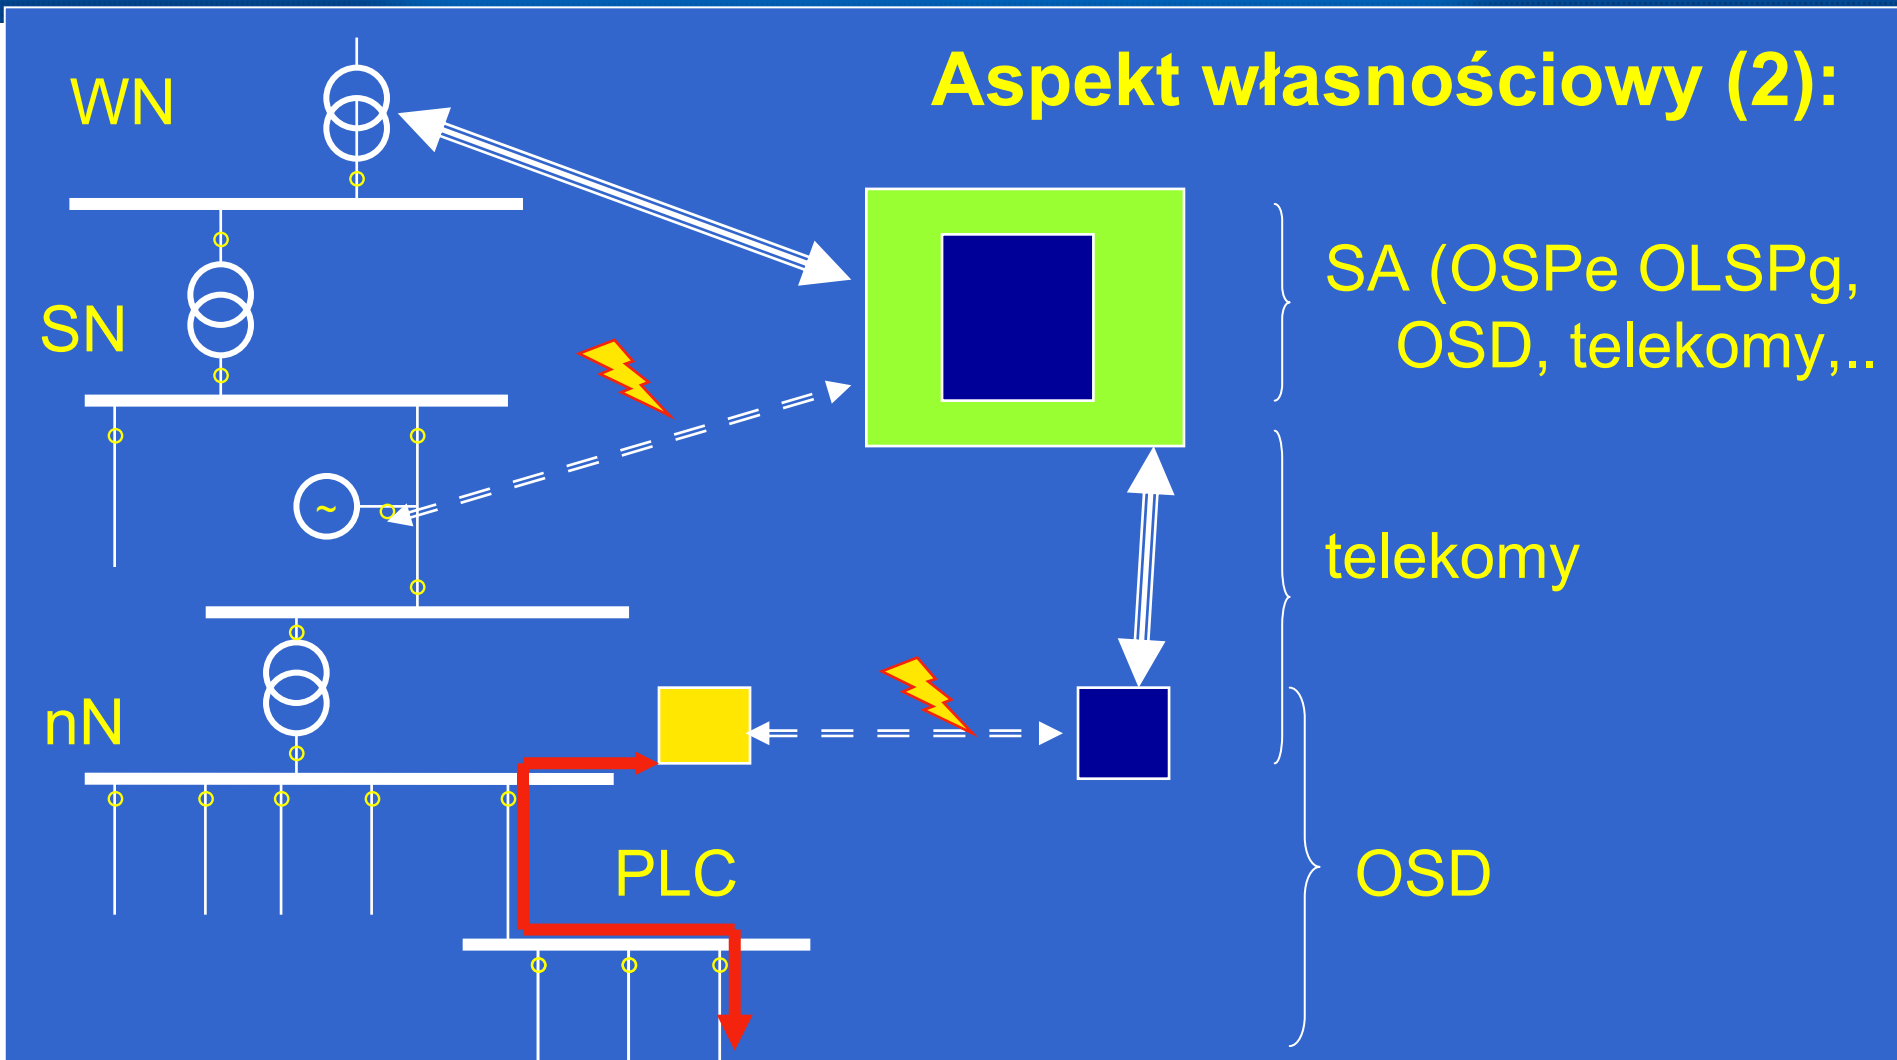 Aspekt własnościowy (2):
WN
SA (OSPe OLSPg,
OSD, telekomy,..
SN
~
telekomy
nN
PLC
OSD